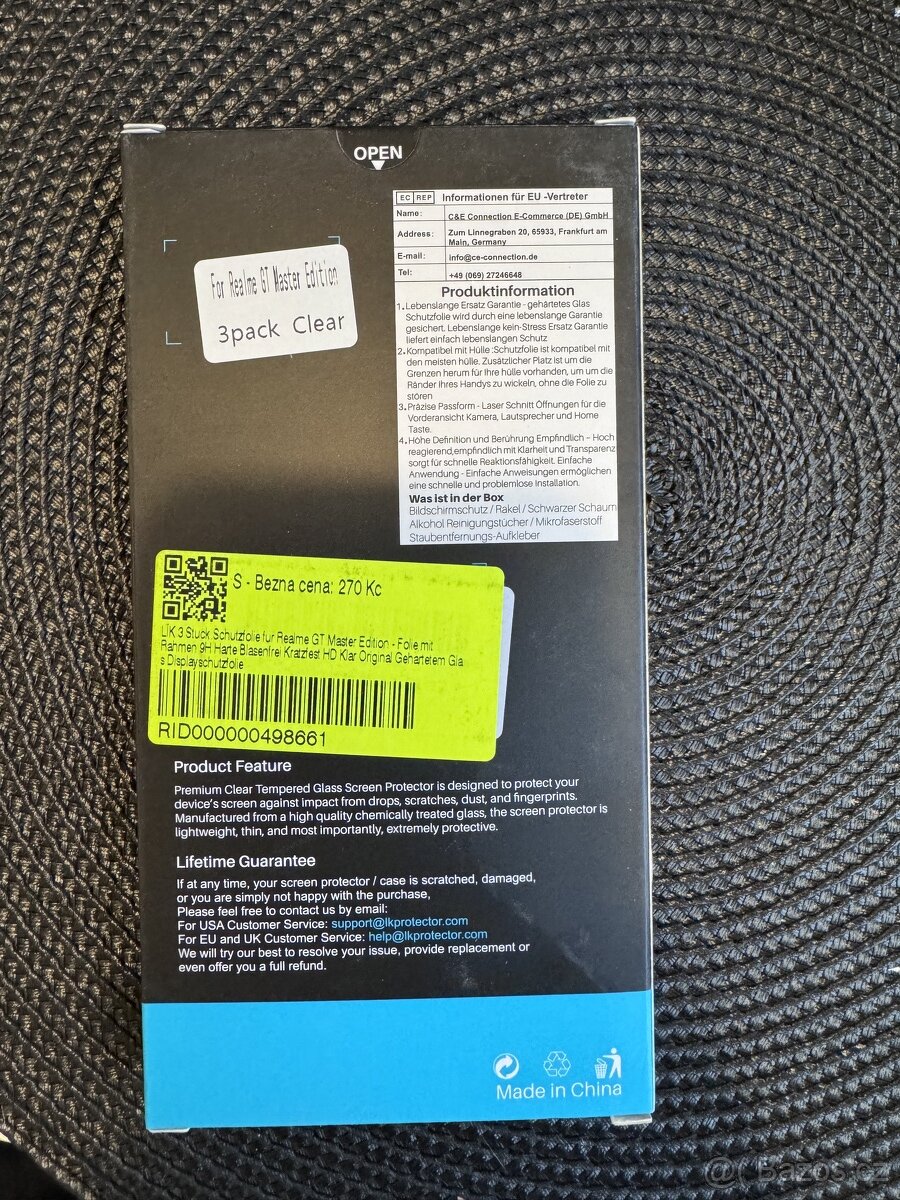 OPEN
EC REP Informationen für EU -Vertreter
Name: C&E Connection E-Commerce (DE) GmbH
Address: Zum Linnegraben 20, 65933, Frankfurt am
Main, Germany
E-mail: info@ce-connection.de
Tel: +49 (069) 27246648
Produktinformation
1. Lebenslange Ersatz Garantie - gehärtetes Glas
Schutzfolie wird durch eine lebenslange Garantie
gesichert. Lebenslange kein-Stress Ersatz Garantie
liefert einfach lebenslangen Schutz
2. Kompatibel mit Hülle :Schutzfolie ist kompatibel mit
den meisten hülle. Zusätzlicher Platz ist um die
Grenzen herum für Ihre hülle vorhanden, um um die
Ränder Ihres Handys zu wickeln, ohne die Folie zu
stören
3. Präzise Passform - Laser Schnitt Öffnungen für die
Vorderansicht Kamera, Lautsprecher und Home
Taste.
4. Höhe Definition und Berührung Empfindlich – Hoch
reagierend,empfindlich mit Klarheit und Transparenz
sorgt für schnelle Reaktionsfähigkeit. Einfache
Anwendung - Einfache Anweisungen ermöglichen
eine schnelle und problemlose Installation.
Was ist in der Box
Bildschirmschutz / Rakel / Schwarzer Schaum
Alkohol Reinigungstücher / Mikrofaserstoff
Staubentfernungs-Aufkleber
For Realme GT Master Edition
3pack Clear
S - Bezna cena: 270 Kc
LK 3 Stuck Schutzfolie fur Realme GT Master Edition - Folie mit
Rahmen 9H Harte Blasenfrei Kratzfest HD Klar Original Gehartetem Gla
s Displayschutzfolie
RID000000498661
Product Feature
Premium Clear Tempered Glass Screen Protector is designed to protect your
device's screen against impact from drops, scratches, dust, and fingerprints.
Manufactured from a high quality chemically treated glass, the screen protector is
lightweight, thin, and most importantly, extremely protective.
Lifetime Guarantee
If at any time, your screen protector / case is scratched, damaged,
or you are simply not happy with the purchase,
Please feel free to contact us by email:
For USA Customer Service: support@lkprotector.com
For EU and UK Customer Service: help@lkprotector.com
We will try our best to resolve your issue, provide replacement or
even offer you a full refund.
Made in China
@ Bazos.cz